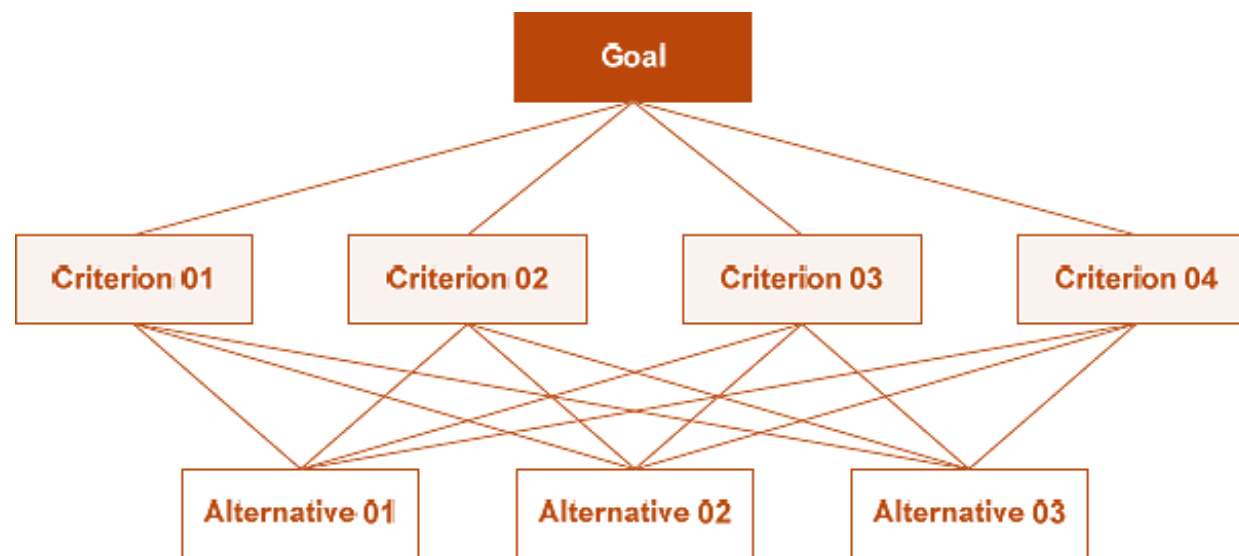 Goal
Criterion 01
Criterion 02
Criterion 03
Criterion 04
Alternative 01
Alternative 02
Alternative 03